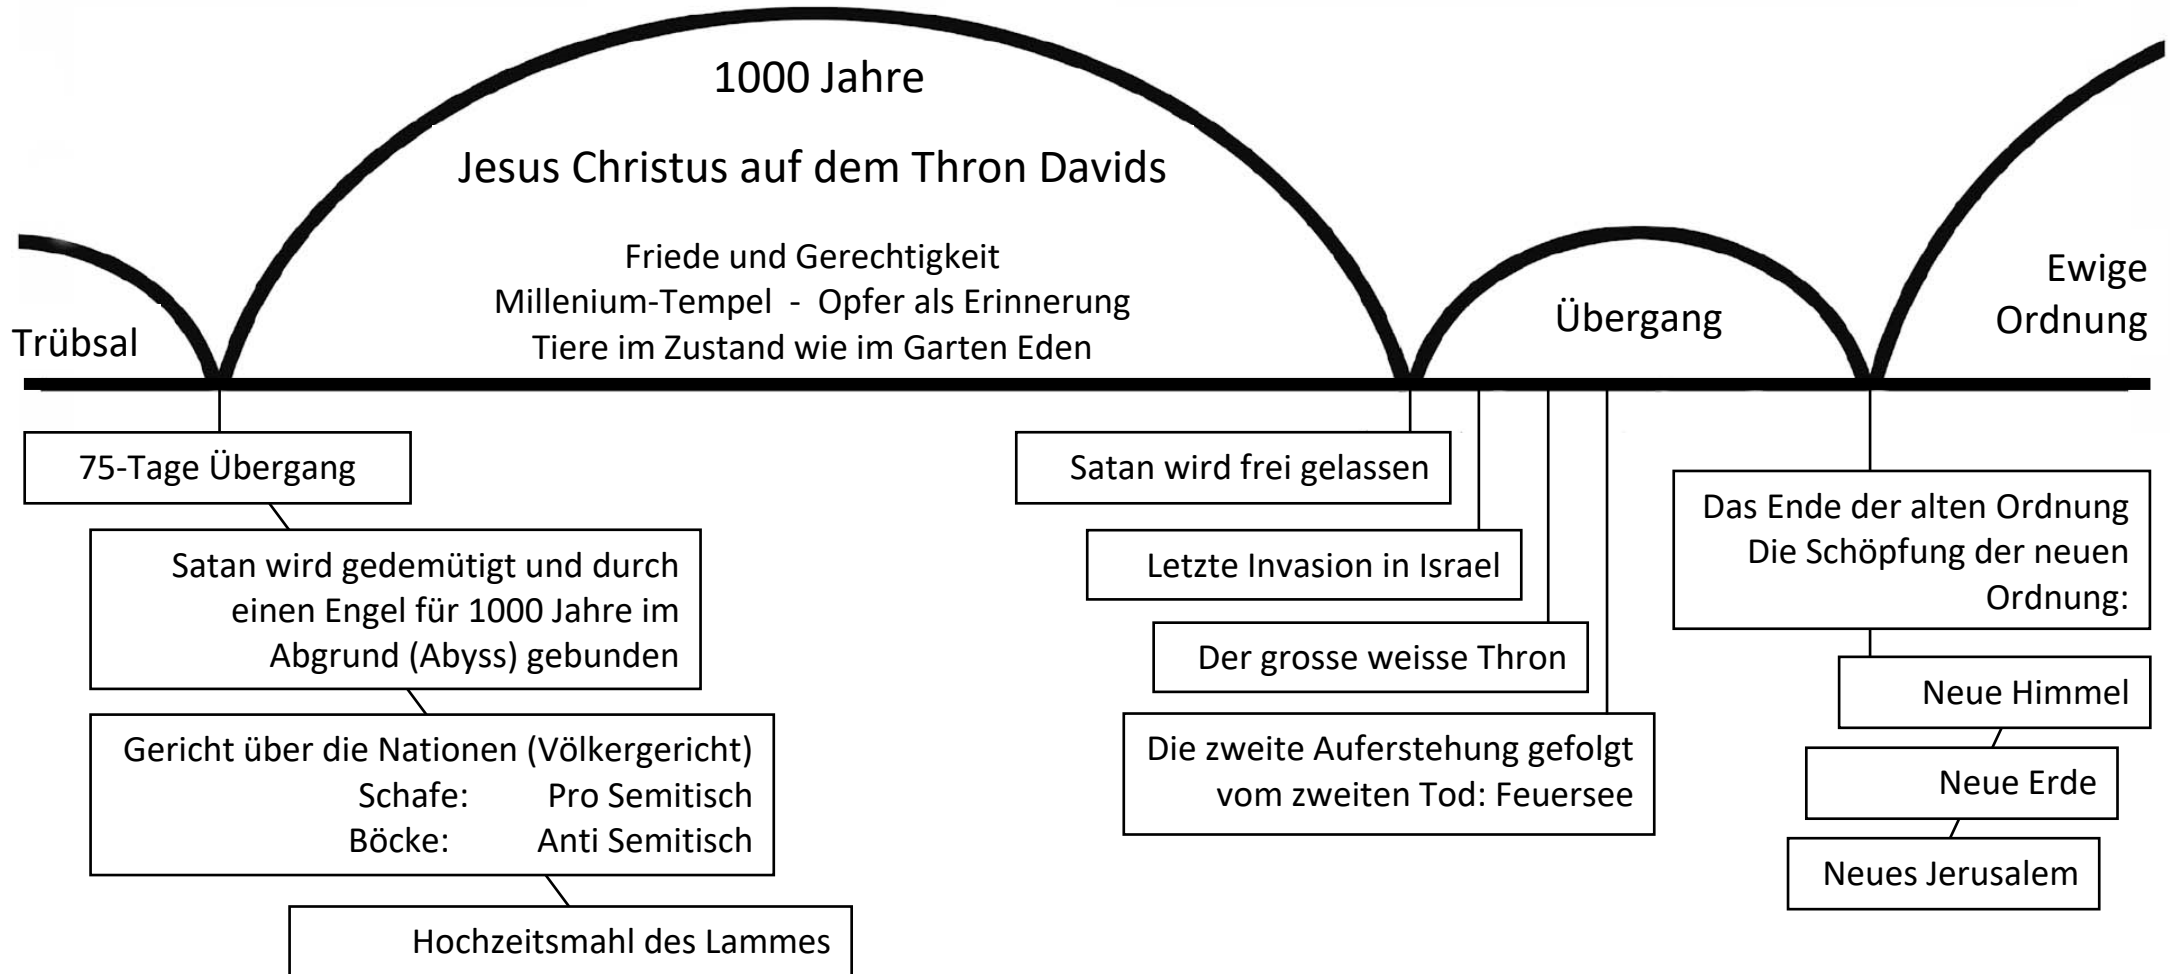 1000 Jahre
Jesus Christus auf dem Thron Davids
Friede und Gerechtigkeit
Millenium-Tempel - Opfer als Erinnerung
Tiere im Zustand wie im Garten Eden
Trübsal
Übergang
Ewige
Ordnung
75-Tage Übergang
Satan wird gedemütigt und durch
einen Engel für 1000 Jahre im
Abgrund (Abyss) gebunden
Gericht über die Nationen (Völkergericht)
Schafe: Pro Semitisch
Böcke: Anti Semitisch
Hochzeitsmahl des Lammes
Satan wird frei gelassen
Letzte Invasion in Israel
Der grosse weisse Thron
Die zweite Auferstehung gefolgt
vom zweiten Tod: Feuersee
Das Ende der alten Ordnung
Die Schöpfung der neuen
Ordnung:
Neue Himmel
Neue Erde
Neues Jerusalem